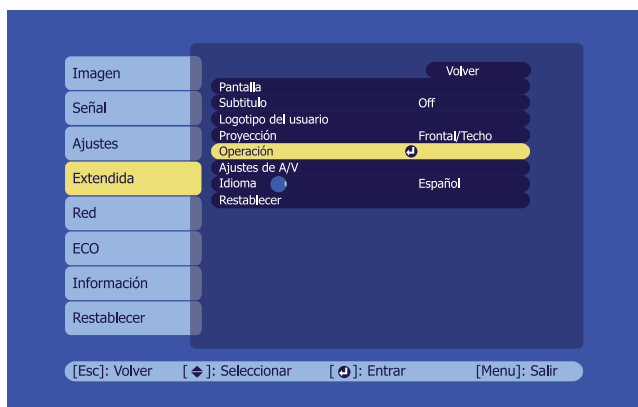 Imagen
Señal
Ajustes
Extendida
Red
ECO
Información
Restablecer
Volver
Pantalla
Subtitulo Off
Logotipo del usuario
Proyección Frontal/Techo
Operación
Ajustes de A/V
Idioma Español
Restablecer
[Esc]: Volver [ ]: Seleccionar [ ]: Entrar [Menu]: Salir